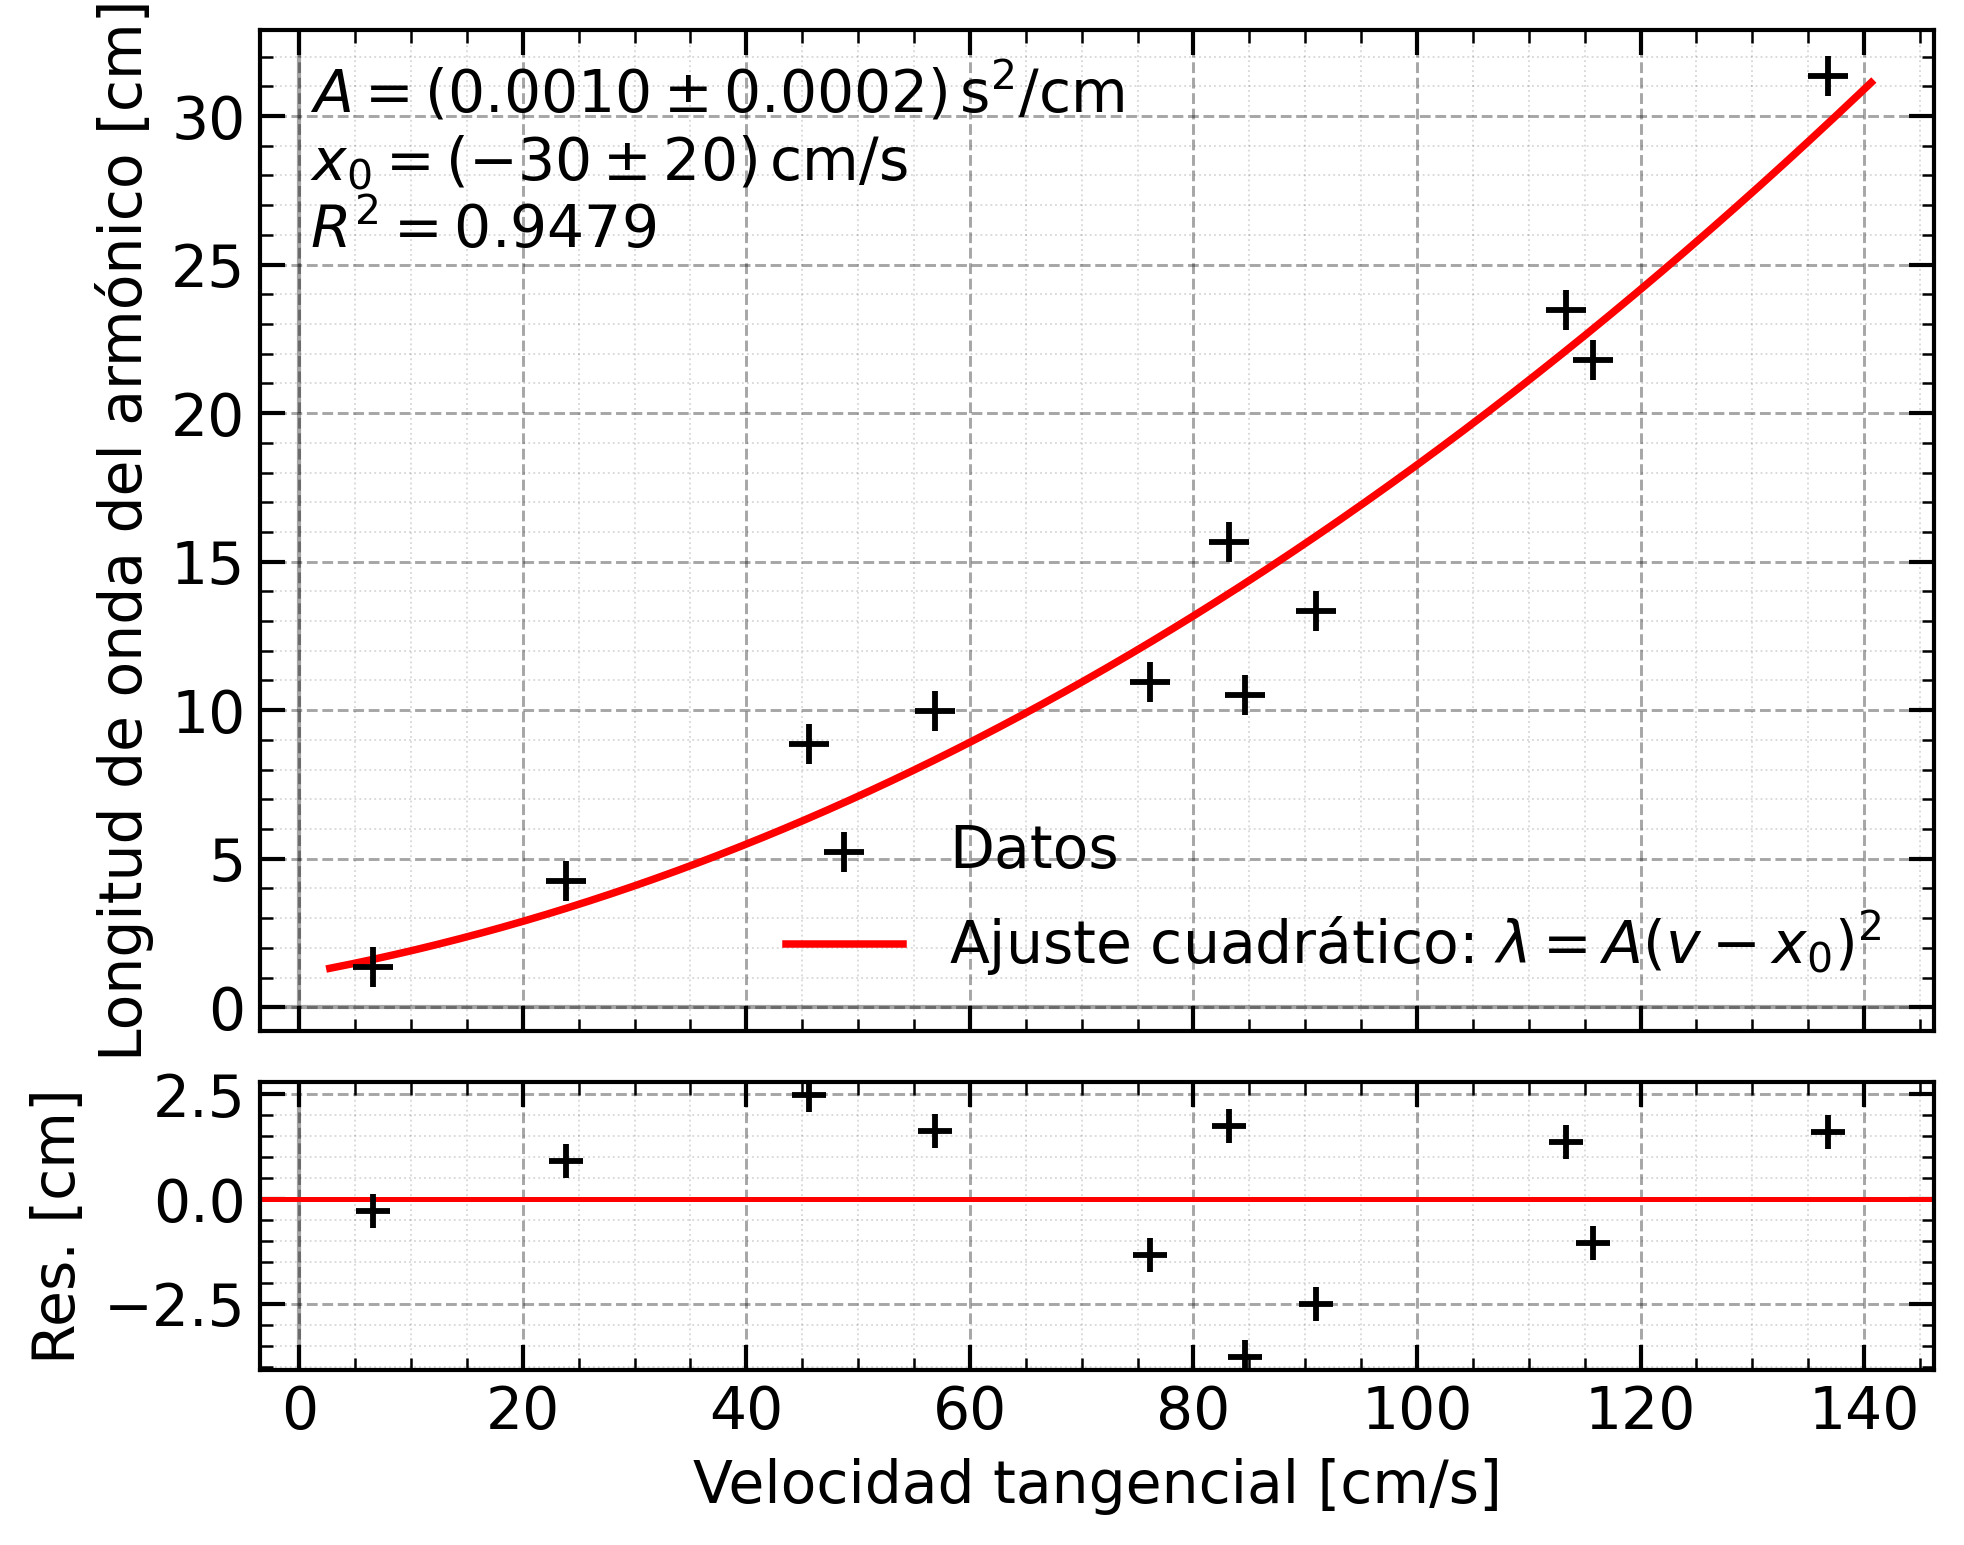 Longitud de onda del armónico [cm]
30
25
20
15
10
5
0
A = (0.0010 ± 0.0002) s²/cm
x₀ = (−30 ± 20) cm/s
R² = 0.9479
Datos
Ajuste cuadrático: λ = A(v − x₀)²
Res. [cm]
2.5
0.0
−2.5
0 20 40 60 80 100 120 140
Velocidad tangencial [cm/s]